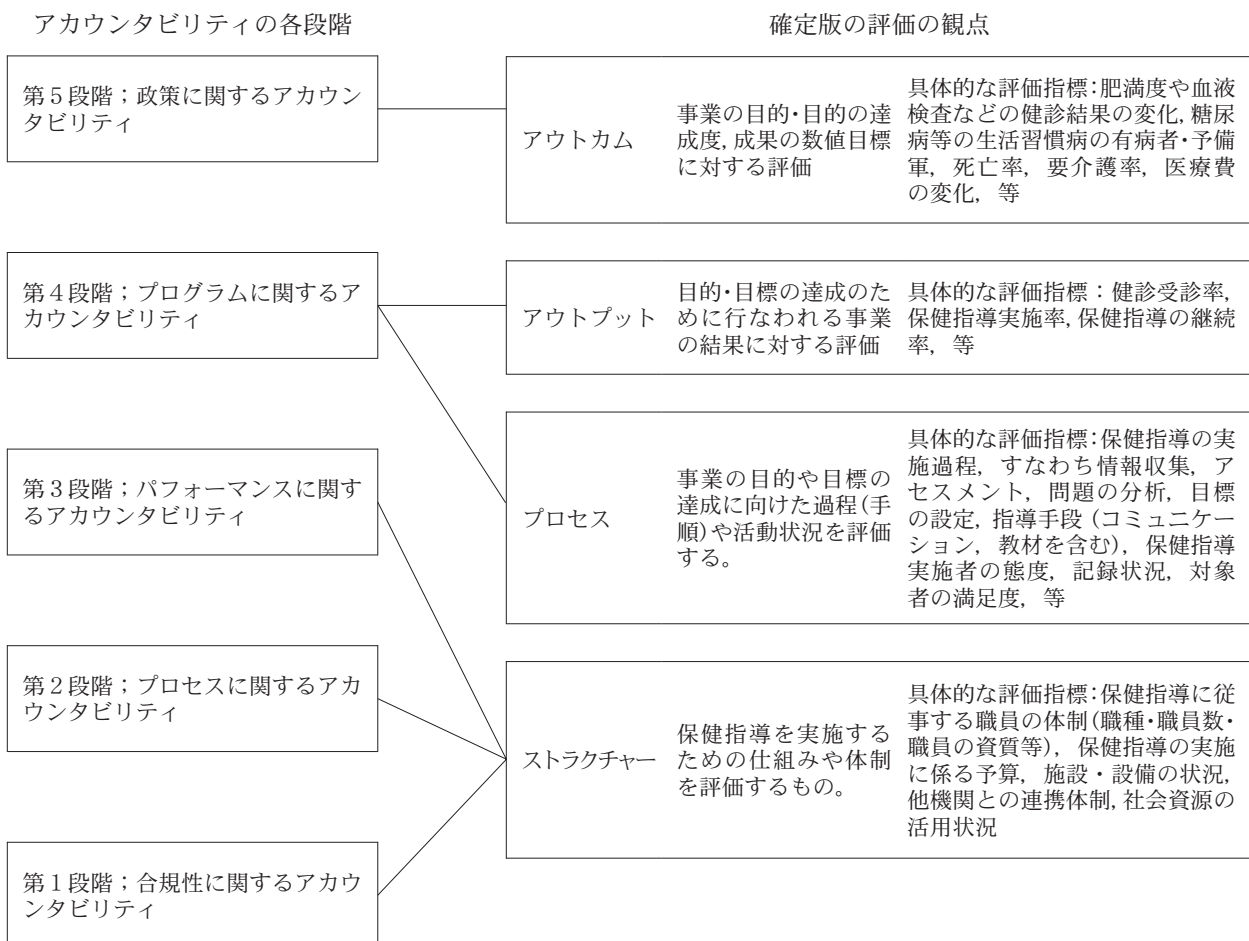 アカウンタビリティの各段階
確定版の評価の観点
第5段階；政策に関するアカウン
タビリティ
アウトカム
事業の目的・目的の達
成度，成果の数値目標
に対する評価
具体的な評価指標：肥満度や血液
検査などの健診結果の変化，糖尿
病等の生活習慣病の有病者・予備
軍，死亡率，要介護率，医療費
の変化，等
第4段階；プログラムに関するア
カウンタビリティ
アウトプット
目的・目標の達成のた
めに行なわれる事業
の結果に対する評価
具体的な評価指標：健診受診率，
保健指導実施率，保健指導の継続
率，等
第3段階；パフォーマンスに関す
るアカウンタビリティ
プロセス
事業の目的や目標の
達成に向けた過程（手
順）や活動状況を評価
する。
具体的な評価指標：保健指導の実
施過程，すなわち情報収集，ア
セスメント，問題の分析，目標
の設定，指導手段（コミュニケー
ション，教材を含む），保健指導
実施者の態度，記録状況，対象
者の満足度，等
第2段階；プロセスに関するアカ
ウンタビリティ
ストラクチャー
保健指導を実施する
ための仕組みや体制
を評価するもの。
具体的な評価指標：保健指導に従
事する職員の体制（職種・職員数・
職員の資質等），保健指導の実施
に係る予算，施設・設備の状況，
他機関との連携体制，社会資源の
活用状況
第1段階；合規性に関するアカウ
ンタビリティ